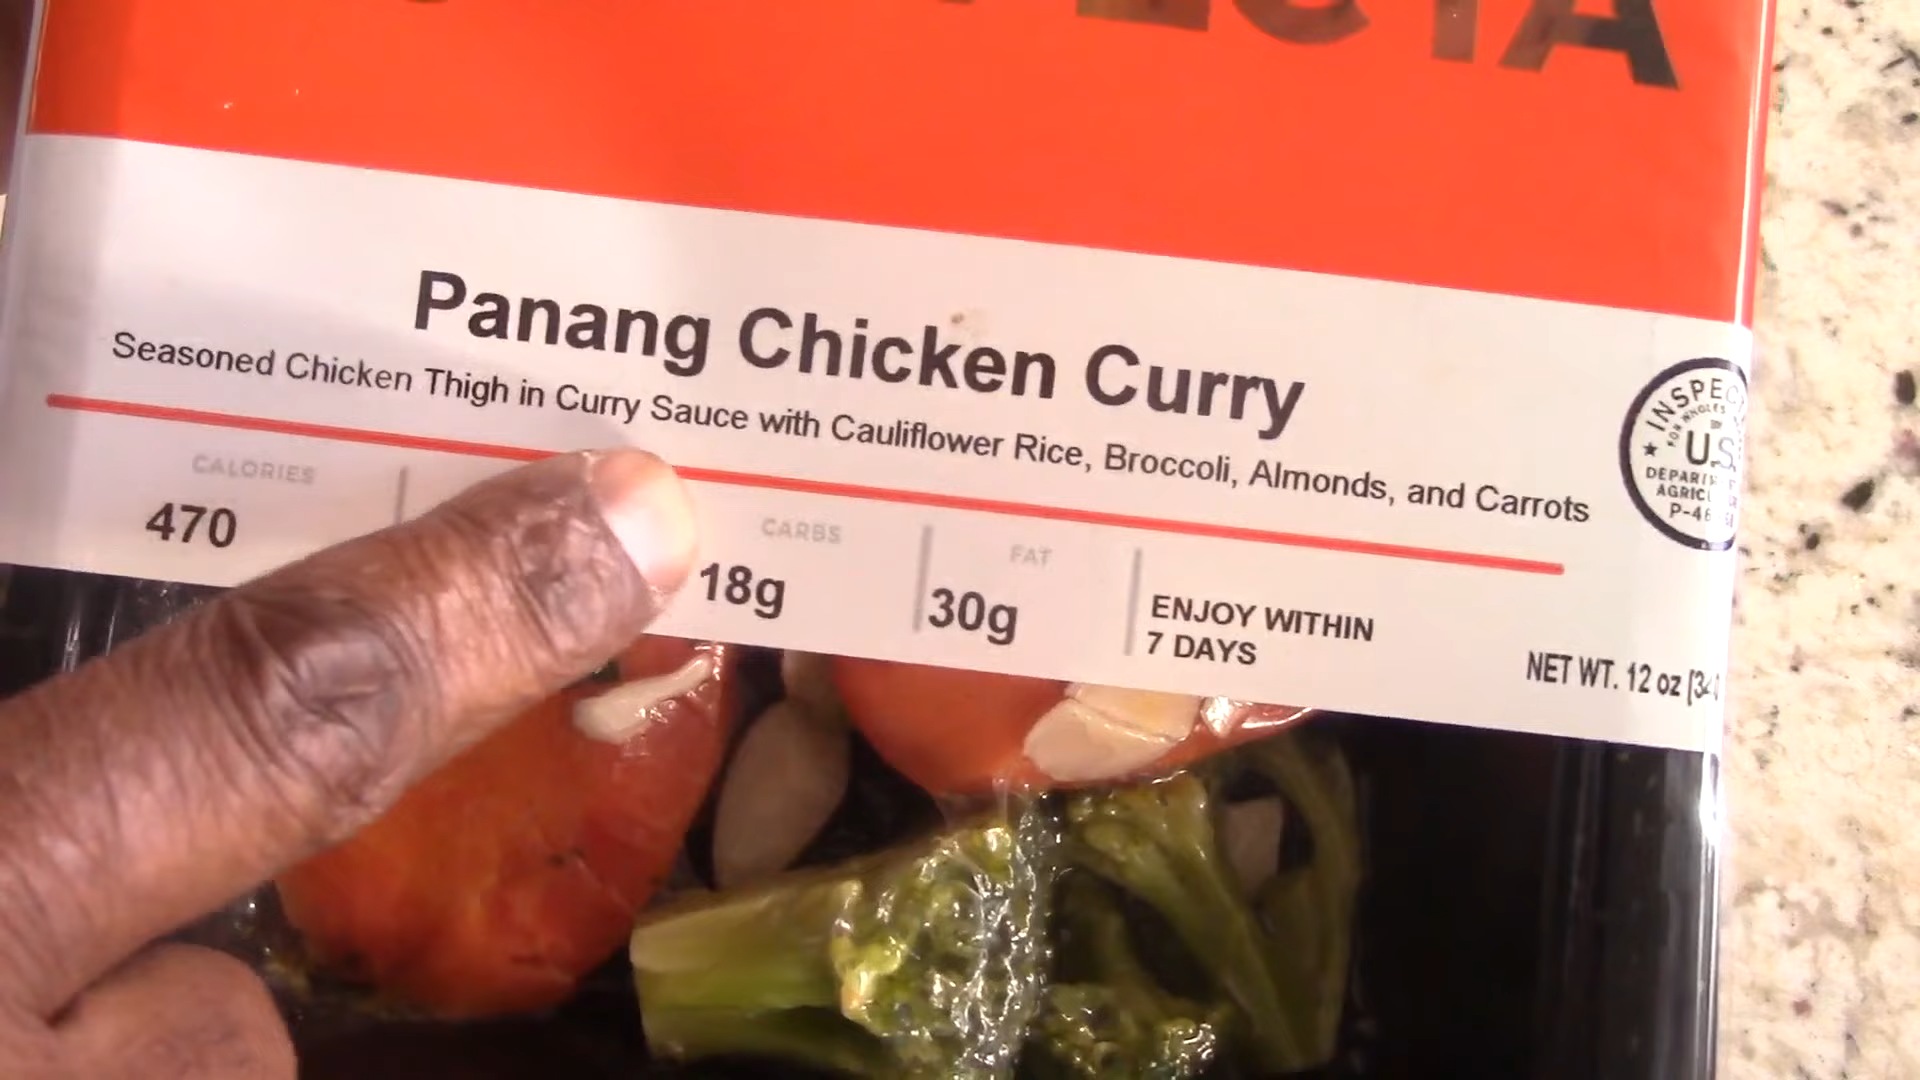 Panang Chicken Curry
Seasoned Chicken Thigh in Curry Sauce with Cauliflower Rice, Broccoli, Almonds, and Carrots
CALORIES
470
CARBS
18g
FAT
30g
ENJOY WITHIN
7 DAYS
NET WT. 12 oz
U.S.